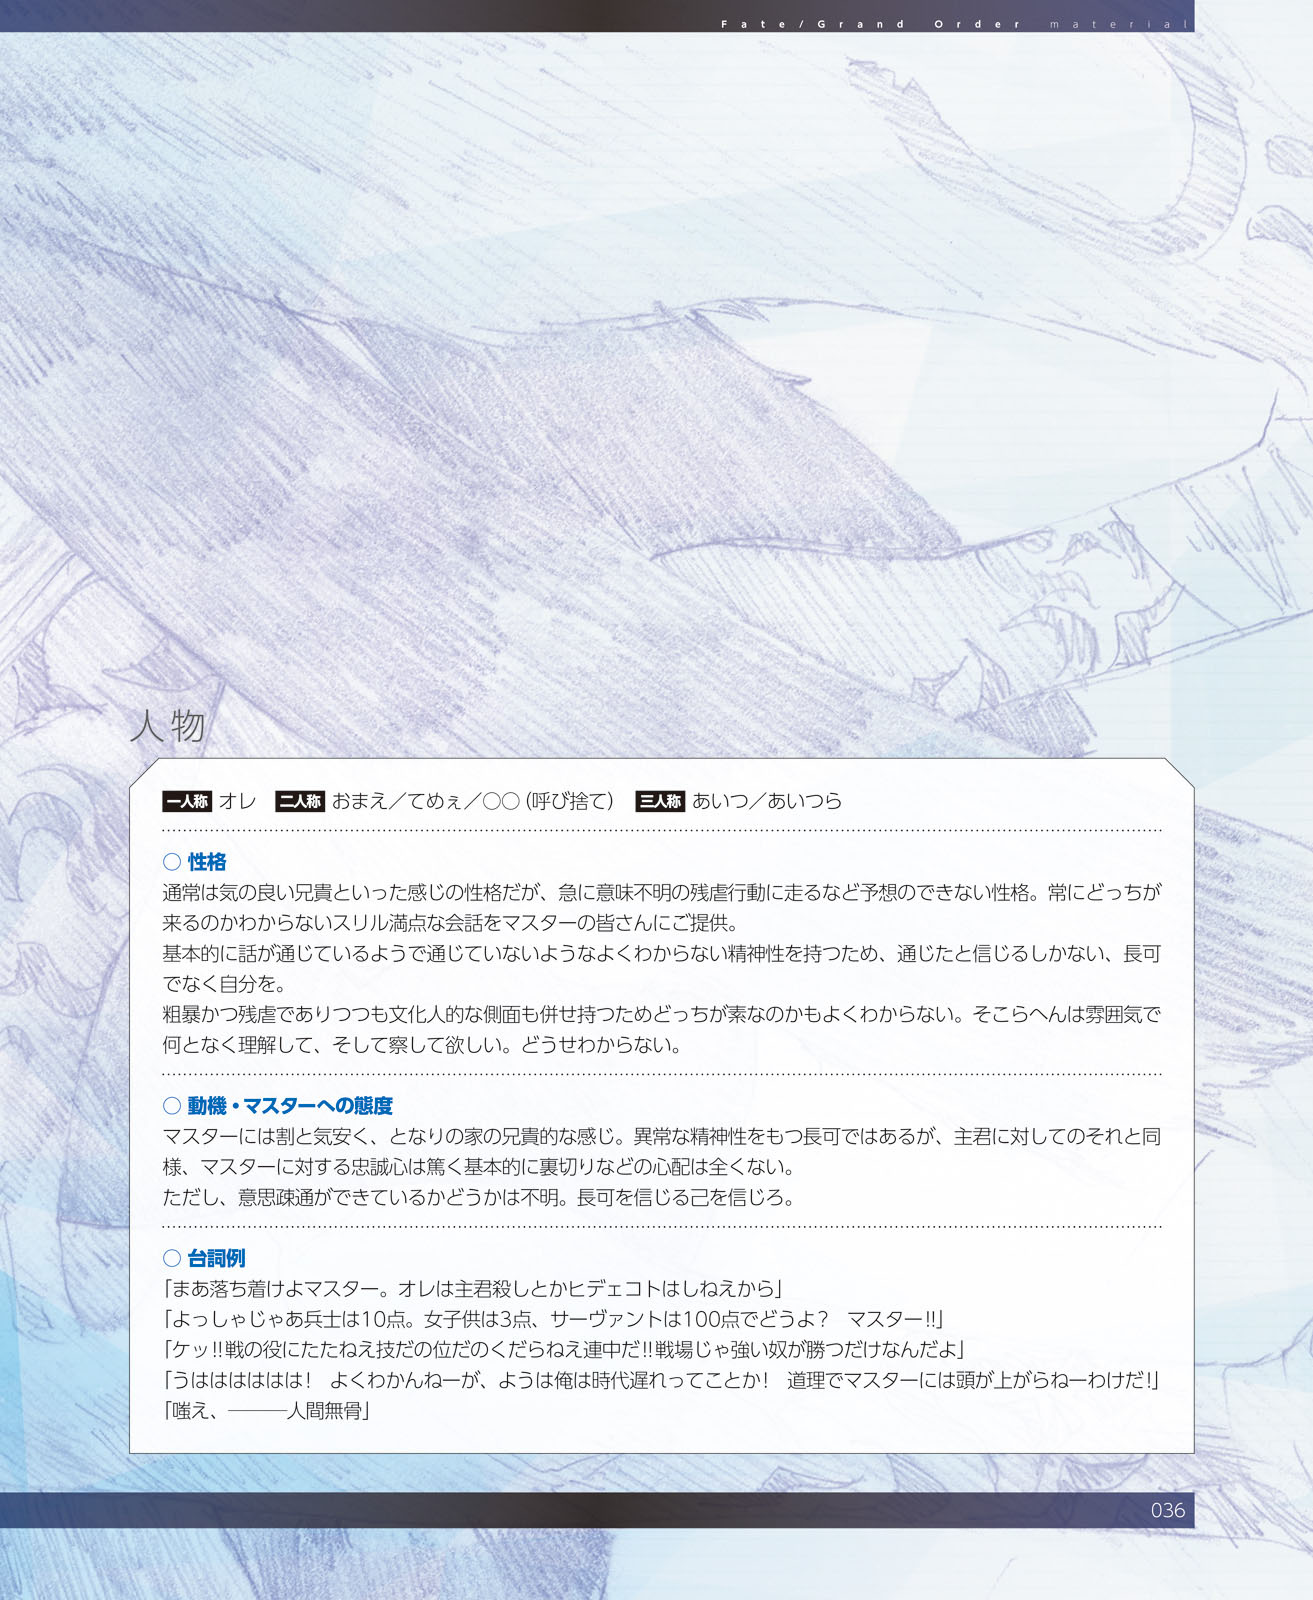 Fate/Grand Order material
人物
一人称 オレ 二人称 おまえ／てめぇ／○○（呼び捨て） 三人称 あいつ／あいつら
○ 性格
通常は気の良い兄貴といった感じの性格だが、急に意味不明の残虐行動に走るなど予想のできない性格。常にどっちが
来るのかわからないスリル満点な会話をマスターの皆さんにご提供。
基本的に話が通じているようで通じていないようなよくわからない精神性を持つため、通じたと信じるしかない、長可
でなく自分を。
粗暴かつ残虐でありつつも文化人的な側面も併せ持つためどっちが素なのかもよくわからない。そこらへんは雰囲気で
何となく理解して、そして察して欲しい。どうせわからない。
○ 動機・マスターへの態度
マスターには割と気安く、となりの家の兄貴的な感じ。異常な精神性をもつ長可ではあるが、主君に対してのそれと同
様、マスターに対する忠誠心は篤く基本的に裏切りなどの心配は全くない。
ただし、意思疎通ができているかどうかは不明。長可を信じる己を信じろ。
○ 台詞例
「まあ落ち着けよマスター。オレは主君殺しとかヒデェコトはしねえから」
「よっしゃじゃあ兵士は10点。女子供は3点、サーヴァントは100点でどうよ？　マスター!!」
「ケッ!!戦の役にたたねえ技だの位だのくだらねえ連中だ!!戦場じゃ強い奴が勝つだけなんだよ」
「うははははは！　よくわかんねーが、ようは俺は時代遅れってことか！　道理でマスターには頭が上がらねーわけだ!」
「嗤え、―――人間無骨」
036